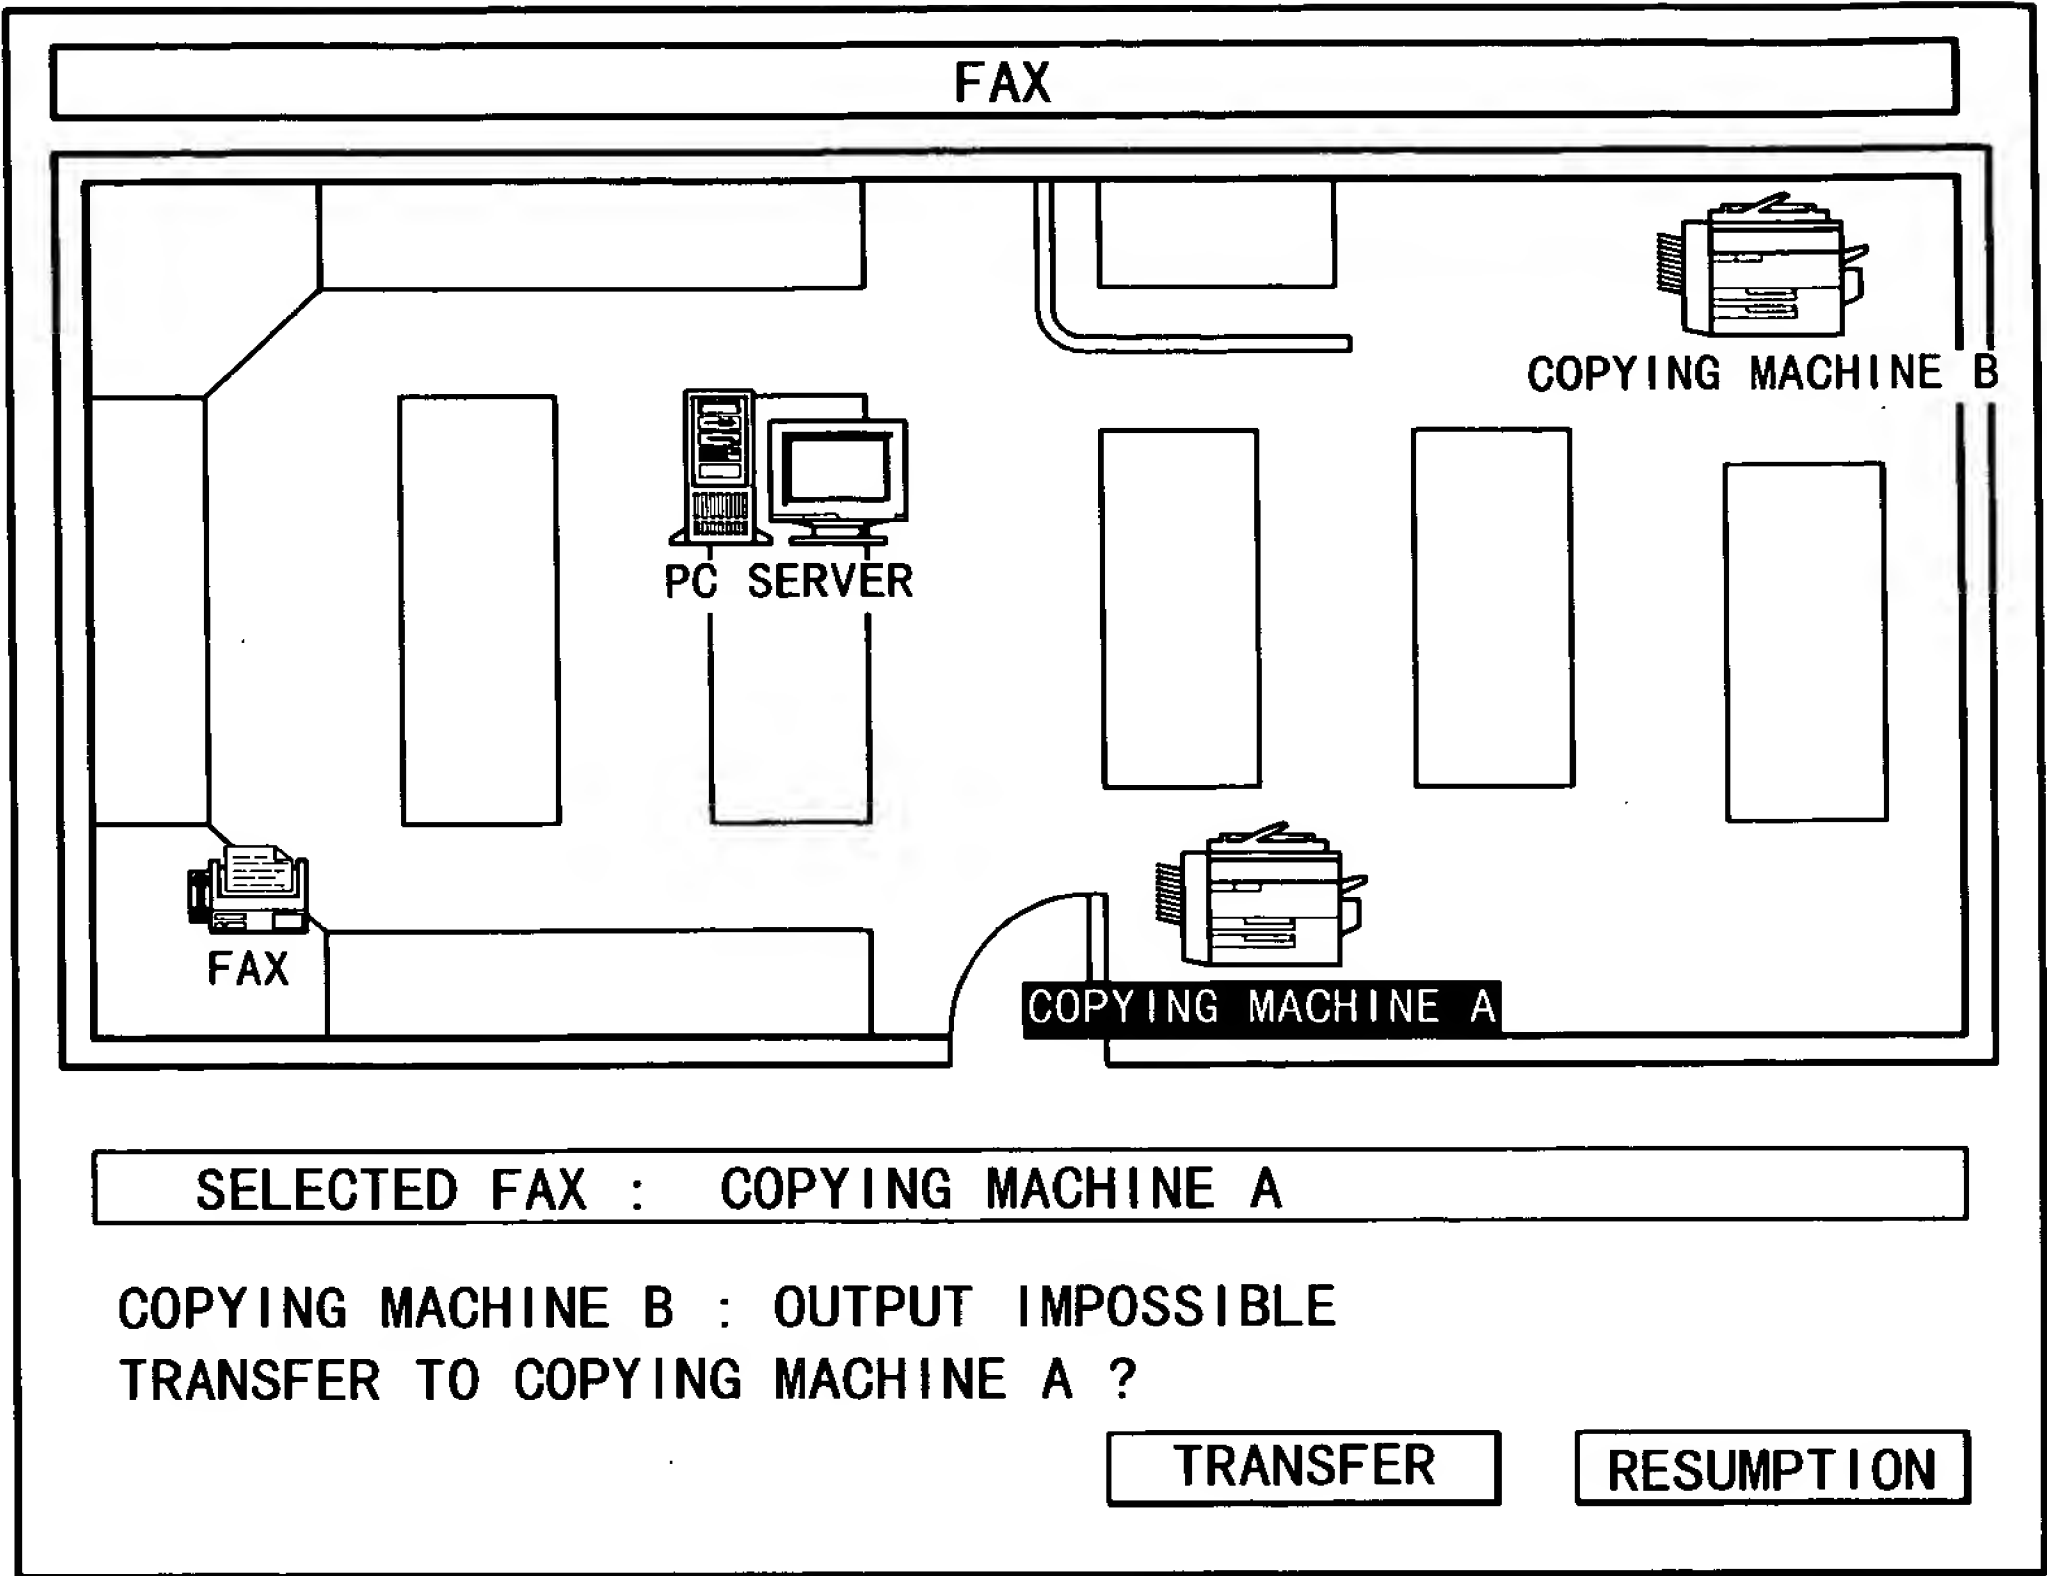 FAX
COPYING MACHINE B
PC SERVER
FAX
COPYING MACHINE A
SELECTED FAX : COPYING MACHINE A
COPYING MACHINE B : OUTPUT IMPOSSIBLE
TRANSFER TO COPYING MACHINE A ?
TRANSFER
RESUMPTION